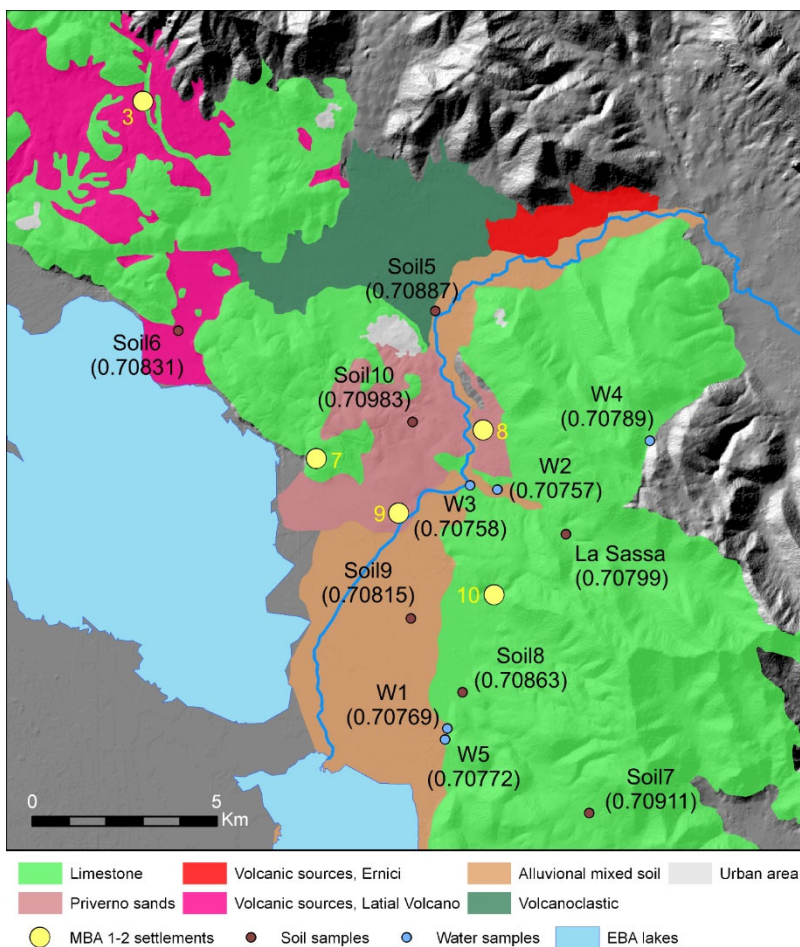 3
Soil5
(0.70887)
Soil6
(0.70831)
Soil10
(0.70983)
W4
(0.70789)
8
7
W2
(0.70757)
9
W3
(0.70758)
La Sassa
(0.70799)
Soil9
(0.70815)
10
Soil8
(0.70863)
W1
(0.70769)
W5
(0.70772)
Soil7
(0.70911)
0 5
Km
Limestone Volcanic sources, Ernici Alluvional mixed soil Urban area
Priverno sands Volcanic sources, Latial Volcano Volcanoclastic
MBA 1-2 settlements Soil samples Water samples EBA lakes